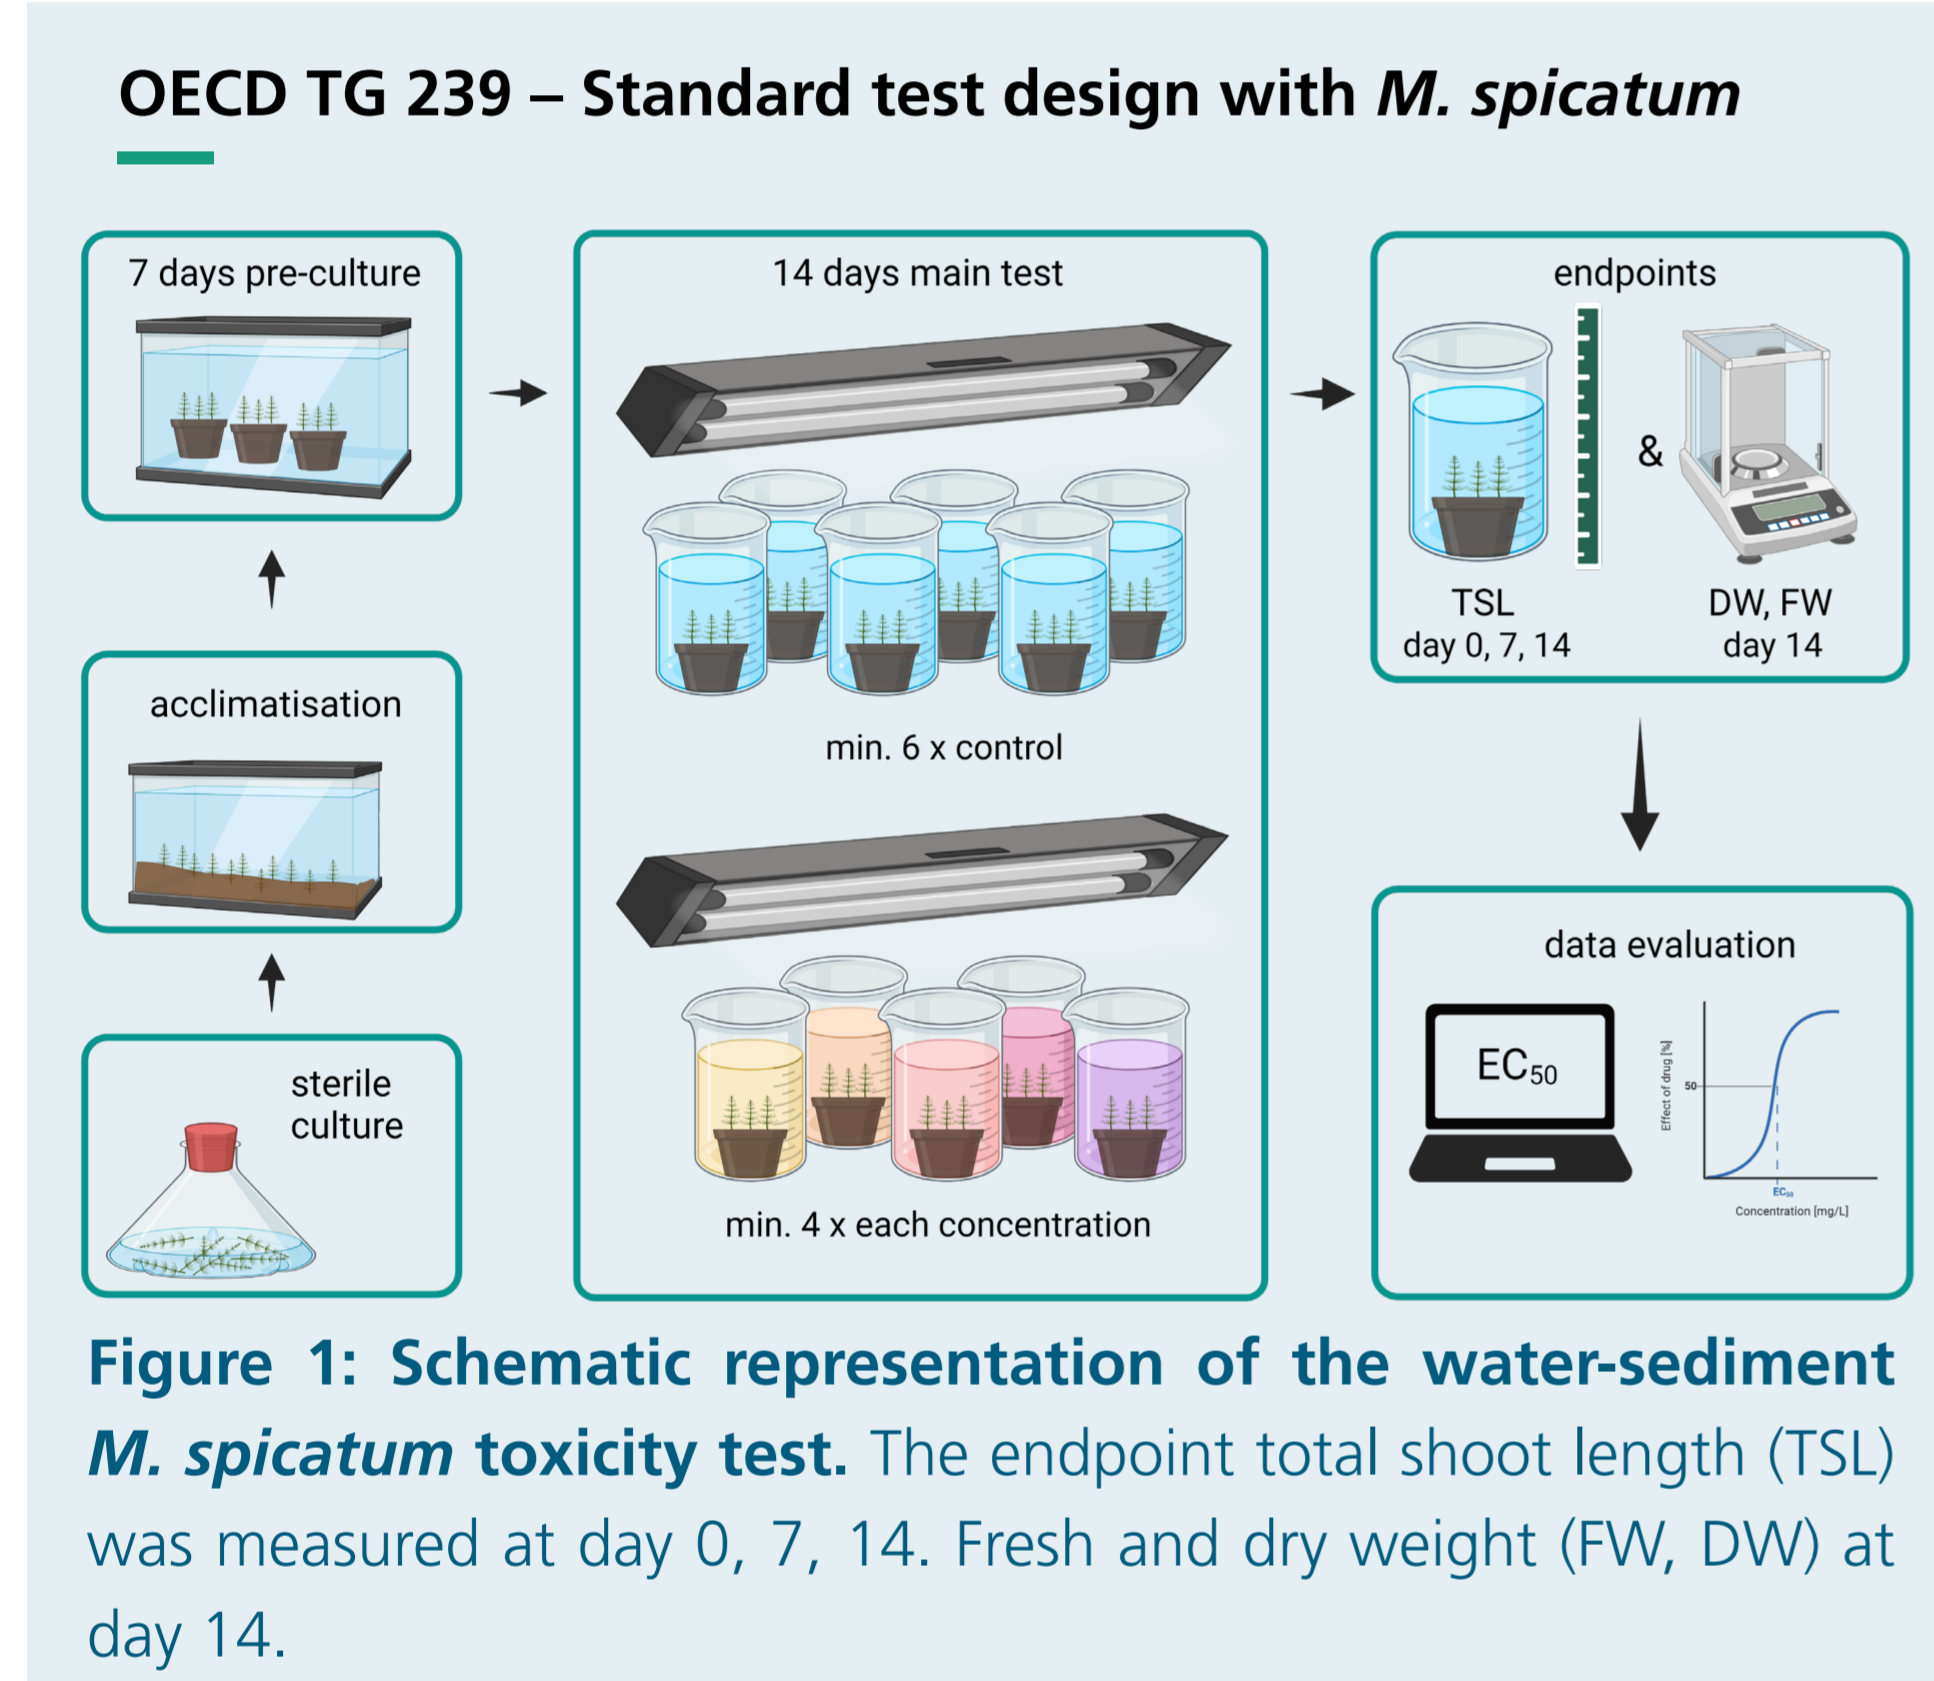 OECD TG 239 – Standard test design with M. spicatum
7 days pre-culture
acclimatisation
sterile
culture
14 days main test
min. 6 x control
min. 4 x each concentration
endpoints
&
TSL
day 0, 7, 14
DW, FW
day 14
data evaluation
EC50
Effect of drug [%]
50
EC50
Concentration [mg/L]
Figure 1: Schematic representation of the water-sediment
M. spicatum toxicity test. The endpoint total shoot length (TSL)
was measured at day 0, 7, 14. Fresh and dry weight (FW, DW) at
day 14.